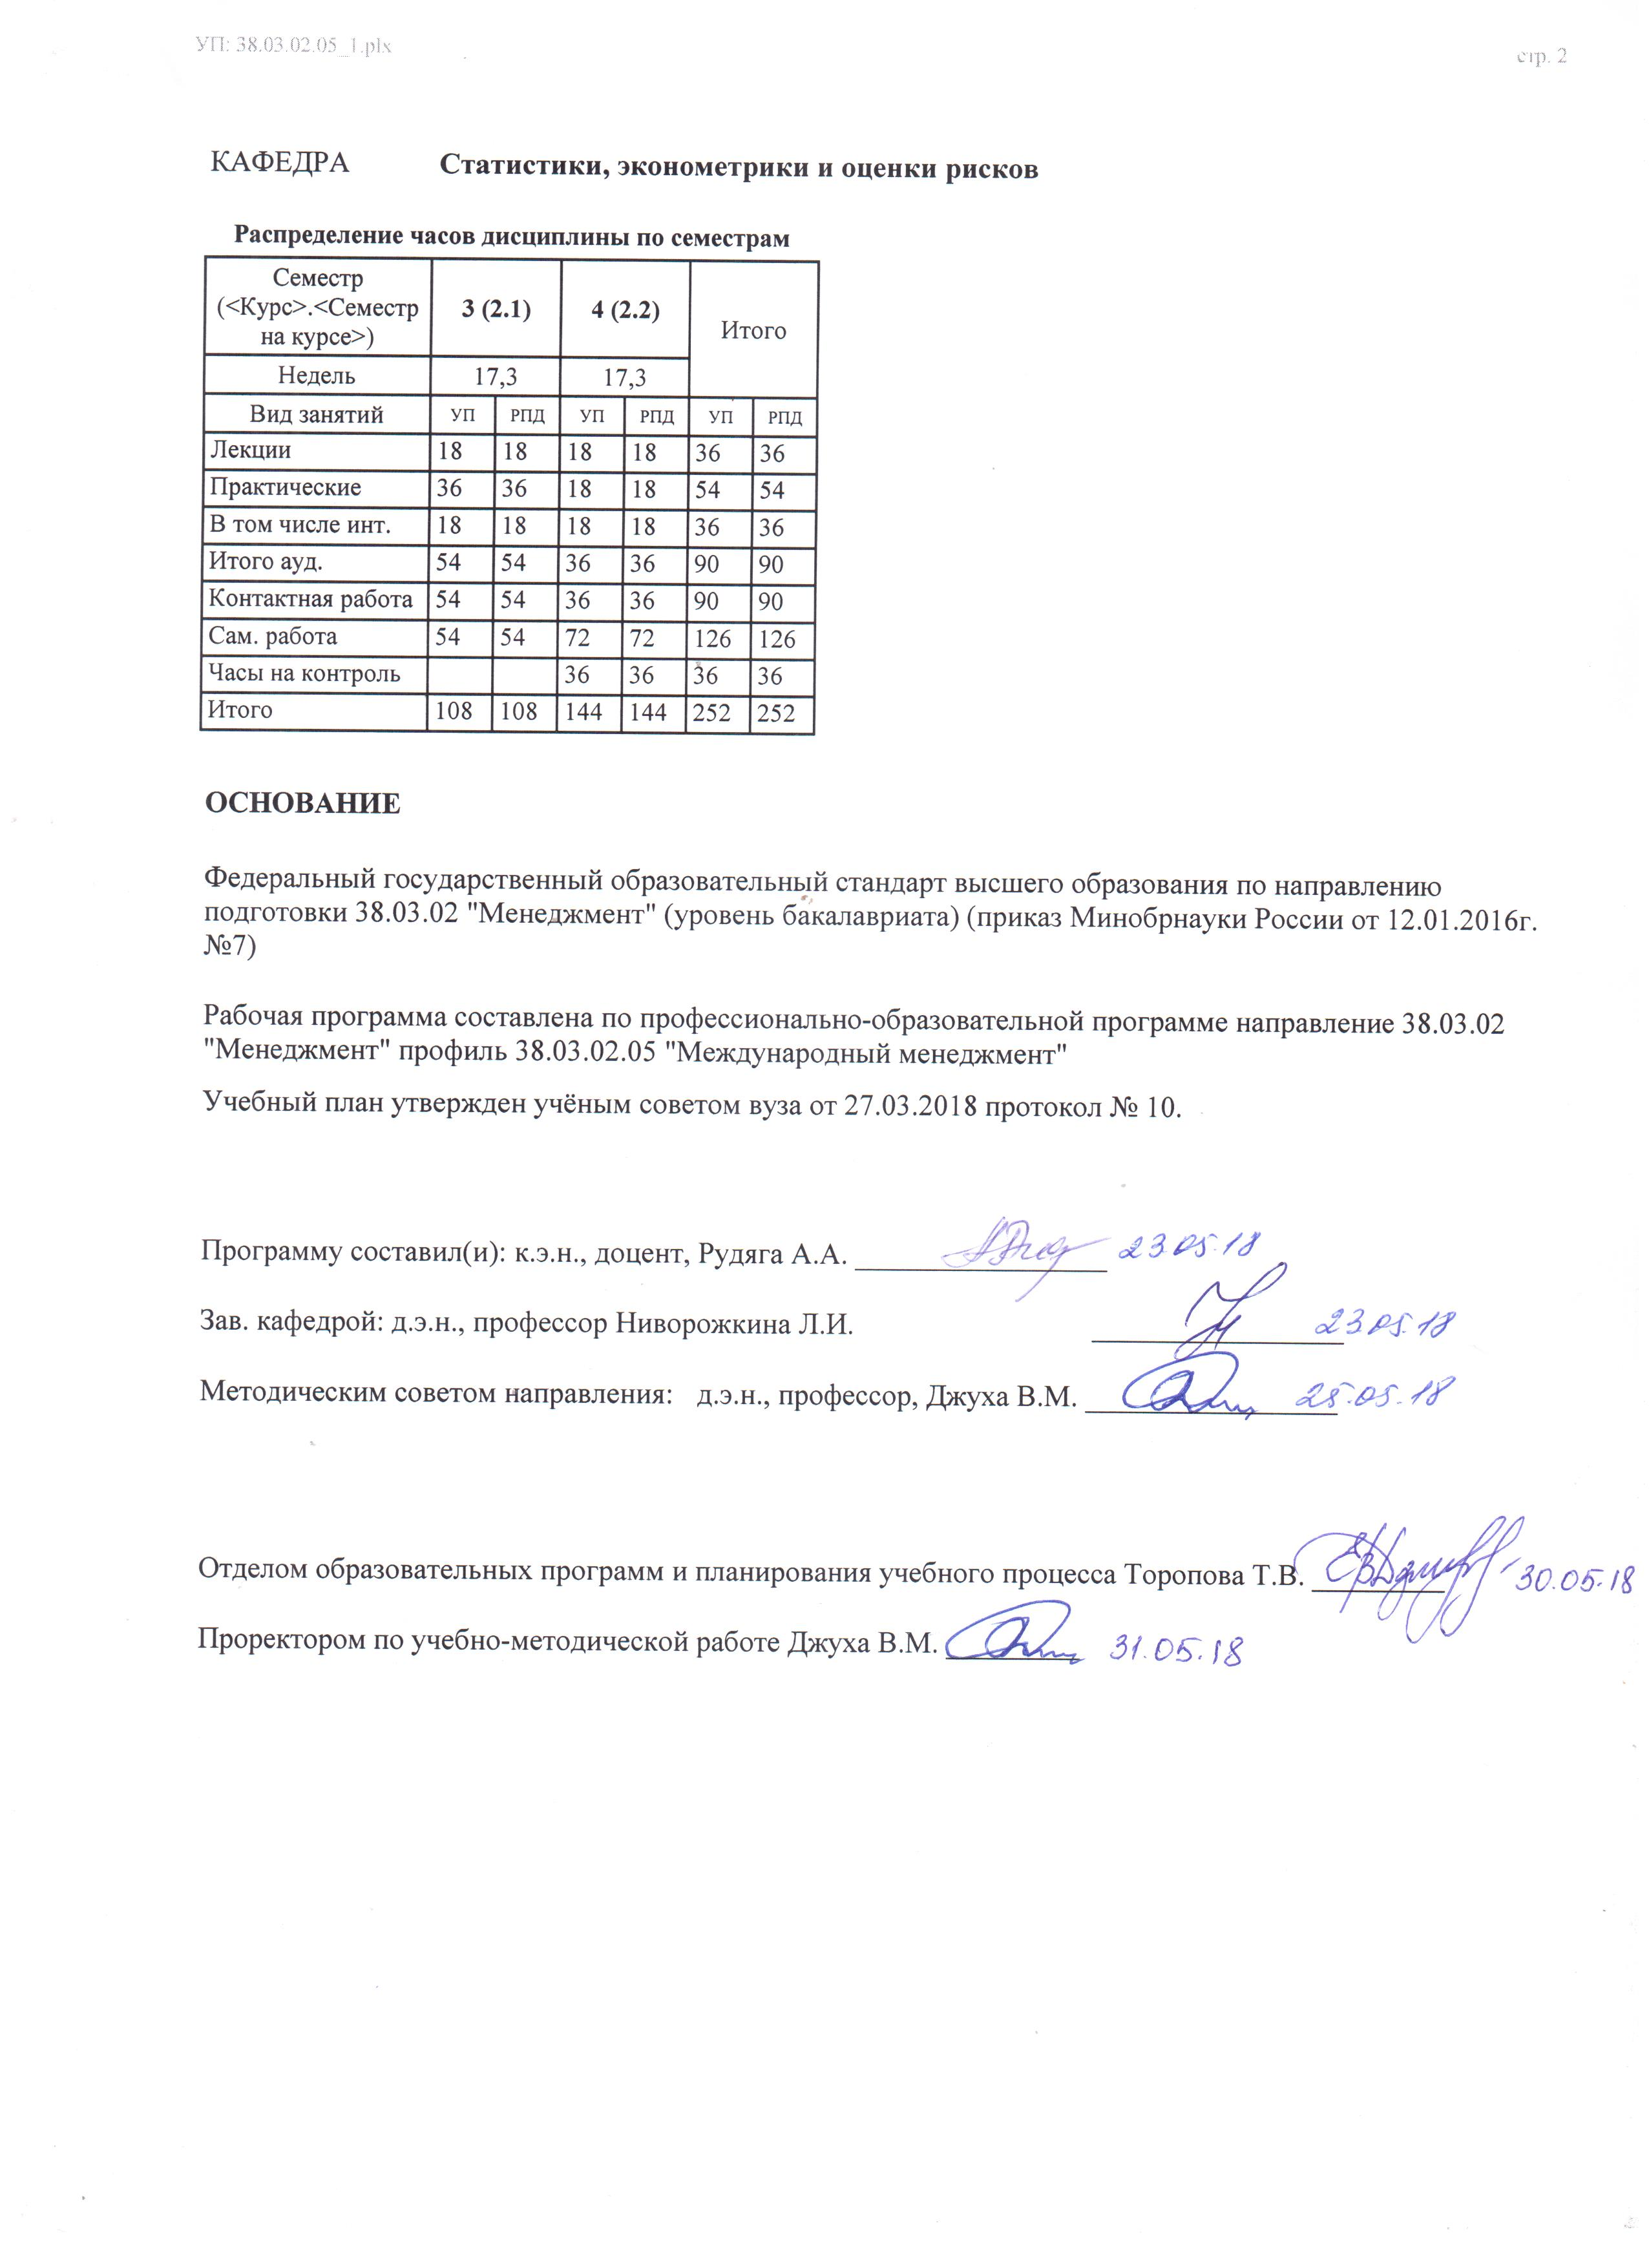 УП: 38.03.02.05_1.plx
стр. 2
КАФЕДРА Статистики, эконометрики и оценки рисков
Распределение часов дисциплины по семестрам
Семестр
(<Курс>.<Семестр
на курсе>)
3 (2.1) 4 (2.2) Итого
Недель 17,3 17,3
Вид занятий УП РПД УП РПД УП РПД
Лекции 18 18 18 18 36 36
Практические 36 36 18 18 54 54
В том числе инт. 18 18 18 18 36 36
Итого ауд. 54 54 36 36 90 90
Контактная работа 54 54 36 36 90 90
Сам. работа 54 54 72 72 126 126
Часы на контроль 36 36 36 36
Итого 108 108 144 144 252 252
ОСНОВАНИЕ
Федеральный государственный образовательный стандарт высшего образования по направлению
подготовки 38.03.02 "Менеджмент" (уровень бакалавриата) (приказ Минобрнауки России от 12.01.2016г.
№7)
Рабочая программа составлена по профессионально-образовательной программе направление 38.03.02
"Менеджмент" профиль 38.03.02.05 "Международный менеджмент"
Учебный план утвержден учёным советом вуза от 27.03.2018 протокол № 10.
Программу составил(и): к.э.н., доцент, Рудяга А.А. 23.05.18
Зав. кафедрой: д.э.н., профессор Ниворожкина Л.И. 23.05.18
Методическим советом направления: д.э.н., профессор, Джуха В.М. 25.05.18
Отделом образовательных программ и планирования учебного процесса Торопова Т.В. 30.05.18
Проректором по учебно-методической работе Джуха В.М. 31.05.18